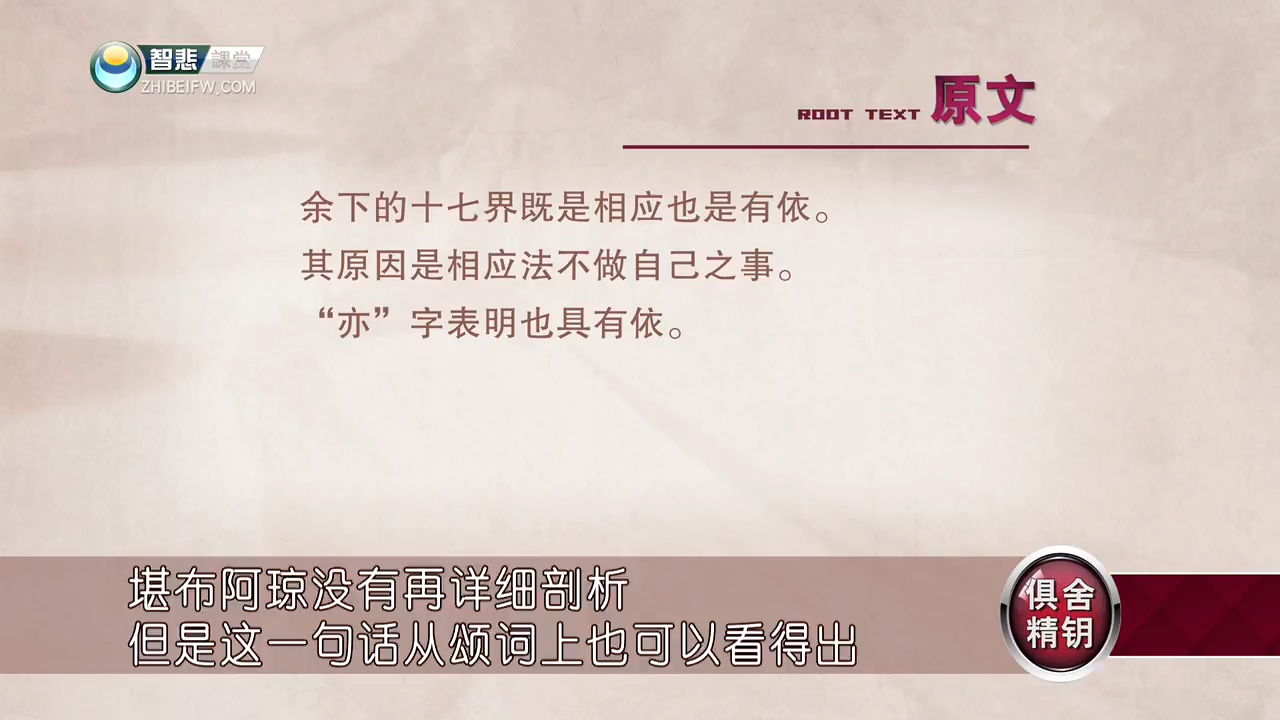 智悲課堂
ZHIBEIFW.COM
ROOT TEXT 原文
余下的十七界既是相应也是有依。
其原因是相应法不做自己之事。
“亦”字表明也具有依。
堪布阿琼没有再详细剖析
但是这一句话从颂词上也可以看得出
俱舍
精钥